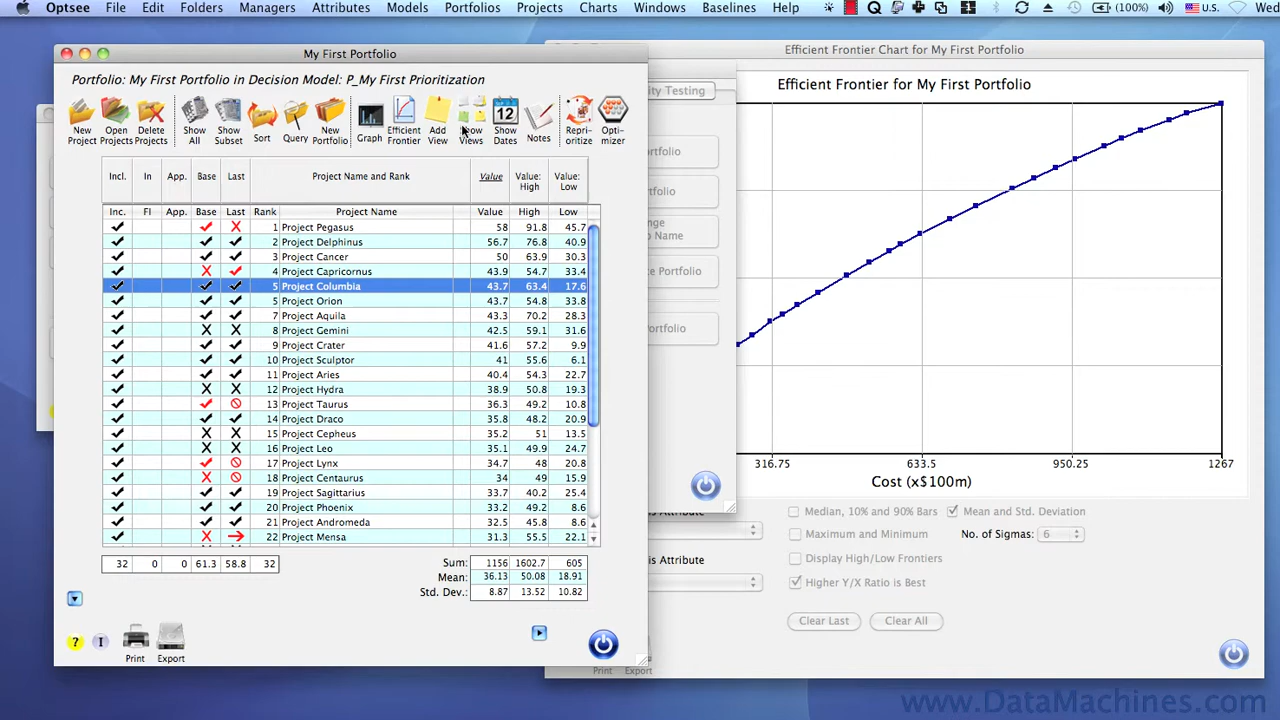 Optsee File Edit Folders Managers Attributes Models Portfolios Projects Charts Windows Baselines Help (100%) U.S. Wed
My First Portfolio
Portfolio: My First Portfolio in Decision Model: P_My First Prioritization
New Project
Open Projects
Delete Projects
Show All
Show Subset
Sort
Query
New Portfolio
Graph
Efficient Frontier
Add View
Show Views
12
Show Dates
Notes
Repri-oritize
Opti-mizer
Incl. In App. Base Last Project Name and Rank Value Value: High Value: Low
Inc. FI App. Base Last Rank Project Name Value High Low
1 Project Pegasus 58 91.8 45.7
2 Project Delphinus 56.7 76.8 40.9
3 Project Cancer 50 63.9 30.3
4 Project Capricornus 43.9 54.7 33.4
5 Project Columbia 43.7 63.4 17.6
5 Project Orion 43.7 54.8 33.8
7 Project Aquila 43.3 70.2 28.3
8 Project Gemini 42.5 59.1 31.6
9 Project Crater 41.6 57.2 9.9
10 Project Sculptor 41 55.6 6.1
11 Project Aries 40.4 54.3 22.7
12 Project Hydra 38.9 50.8 19.3
13 Project Taurus 36.3 49.2 10.8
14 Project Draco 35.8 48.2 20.9
15 Project Cepheus 35.2 51 13.5
16 Project Leo 35.1 49.9 24.7
17 Project Lynx 34.7 48 20.8
18 Project Centaurus 34 49 15.9
19 Project Sagittarius 33.7 40.2 25.4
20 Project Phoenix 33.2 49.2 8.6
21 Project Andromeda 32.5 45.8 8.6
22 Project Mensa 31.3 55.5 22.1
32 0 0 61.3 58.8 32
Sum: 1156 1602.7 605
Mean: 36.13 50.08 18.91
Std. Dev.: 8.87 13.52 10.82
? I Print Export
ity Testing
ortfolio
tfolio
nge
o Name
e Portfolio
ortfolio
Efficient Frontier Chart for My First Portfolio
Efficient Frontier for My First Portfolio
316.75 633.5 950.25 1267
Cost (x$100m)
is Attribute
Median, 10% and 90% Bars
Mean and Std. Deviation
Maximum and Minimum
No. of Sigmas: 6
s Attribute
Display High/Low Frontiers
Higher Y/X Ratio is Best
Clear Last
Clear All
Print Export
www.DataMachines.com